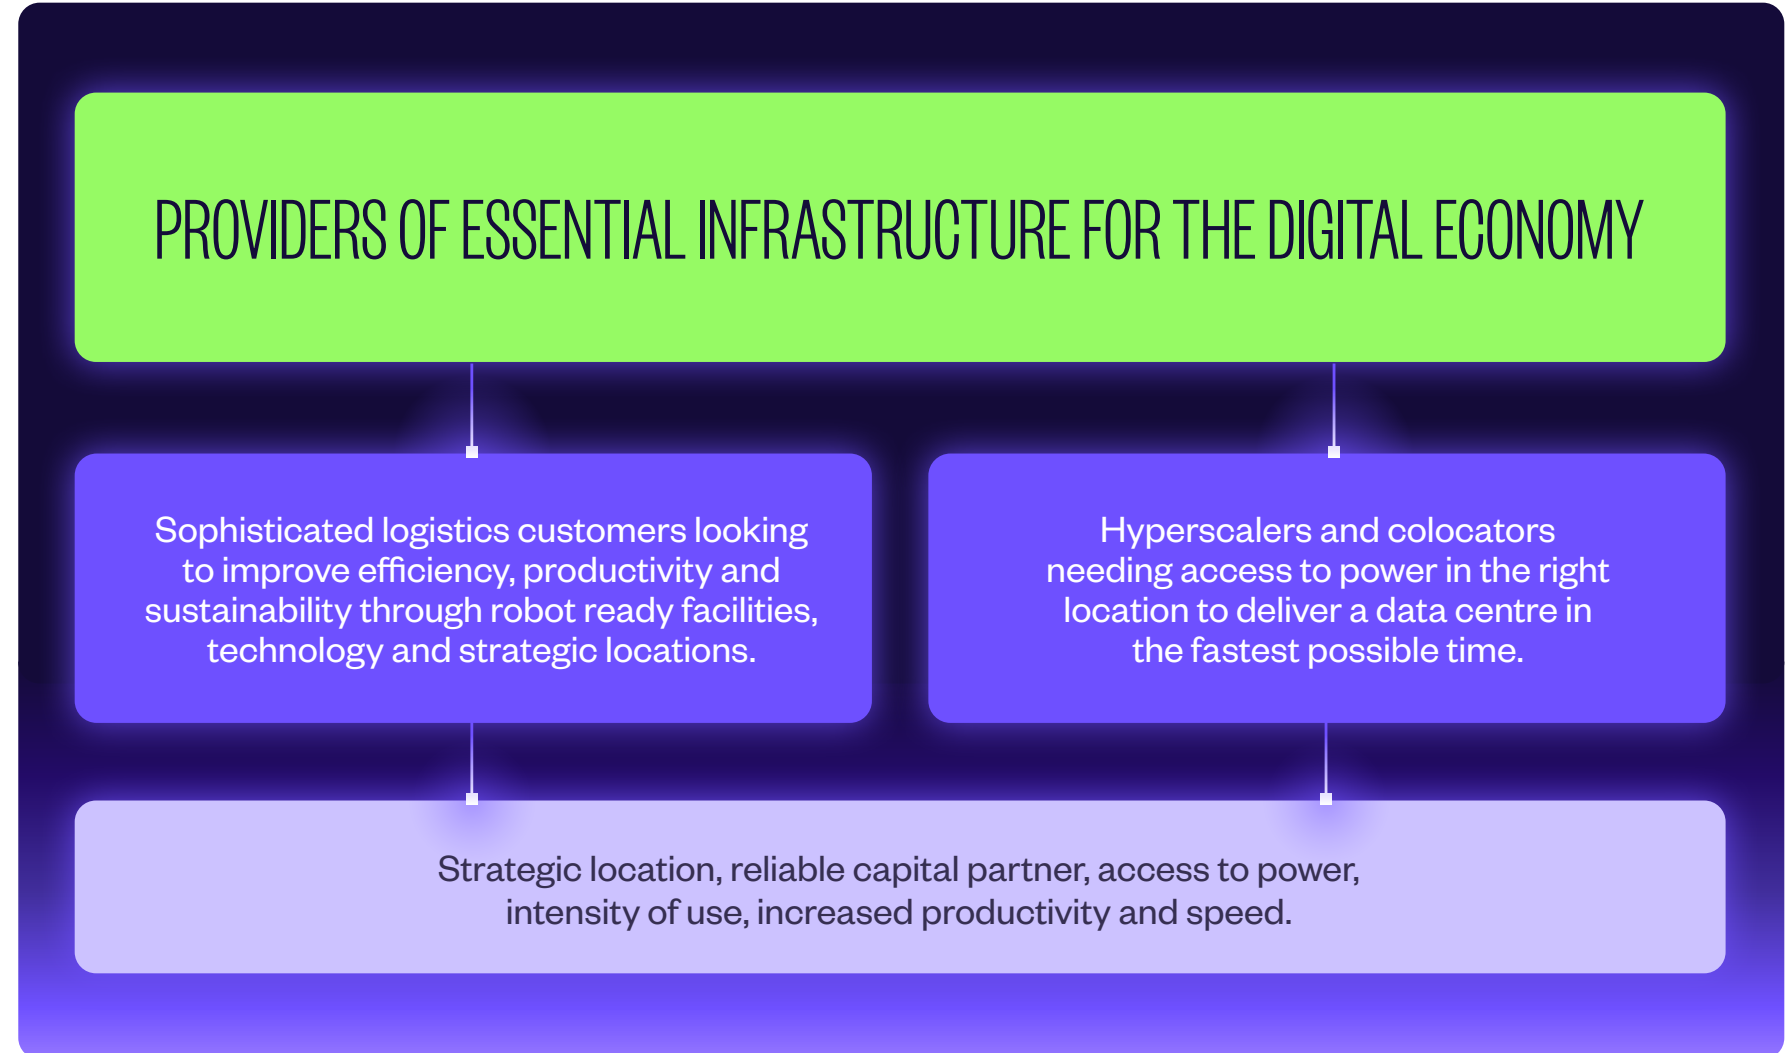 PROVIDERS OF ESSENTIAL INFRASTRUCTURE FOR THE DIGITAL ECONOMY
Sophisticated logistics customers looking
to improve efficiency, productivity and
sustainability through robot ready facilities,
technology and strategic locations.
Hyperscalers and colocators
needing access to power in the right
location to deliver a data centre in
the fastest possible time.
Strategic location, reliable capital partner, access to power,
intensity of use, increased productivity and speed.